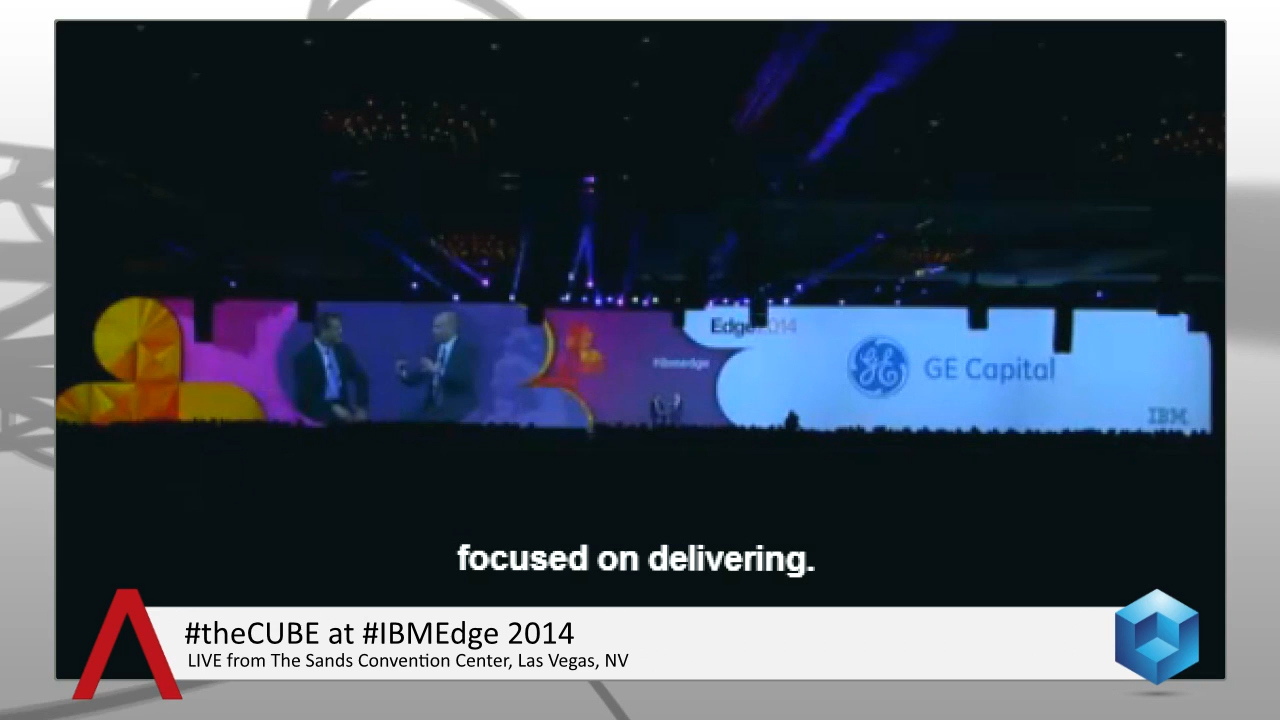 Edge2014
#ibmedge
GE Capital
IBM
focused on delivering.
#theCUBE at #IBMEdge 2014
LIVE from The Sands Convention Center, Las Vegas, NV